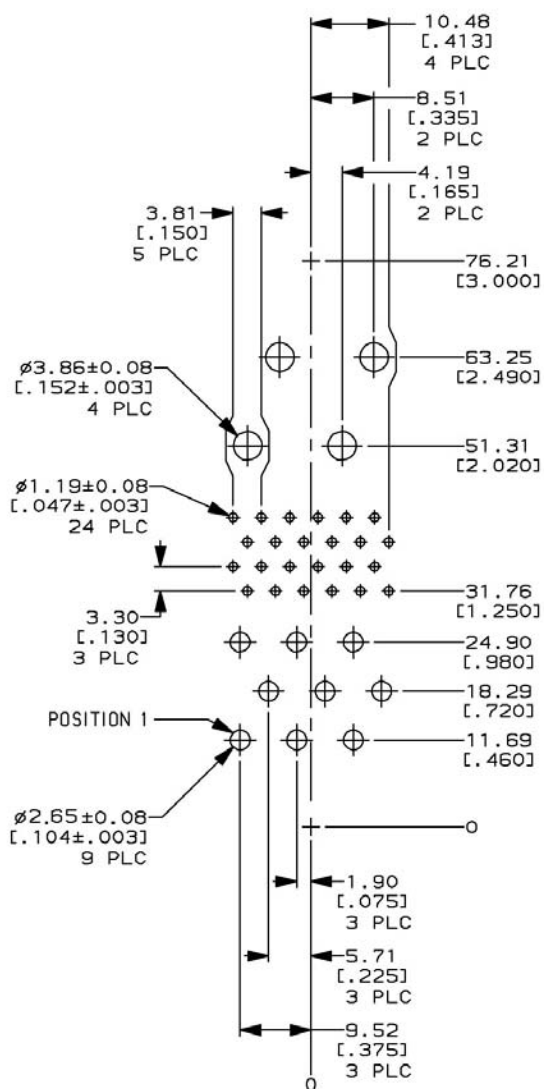 10.48
[.413]
4 PLC
8.51
[.335]
2 PLC
4.19
[.165]
2 PLC
3.81
[.150]
5 PLC
76.21
[3.000]
63.25
[2.490]
ø3.86±0.08
[.152±.003]
4 PLC
51.31
[2.020]
ø1.19±0.08
[.047±.003]
24 PLC
31.76
[1.250]
3.30
[.130]
3 PLC
24.90
[.980]
18.29
[.720]
POSITION 1
11.69
[.460]
ø2.65±0.08
[.104±.003]
9 PLC
0
1.90
[.075]
3 PLC
5.71
[.225]
3 PLC
9.52
[.375]
3 PLC
0